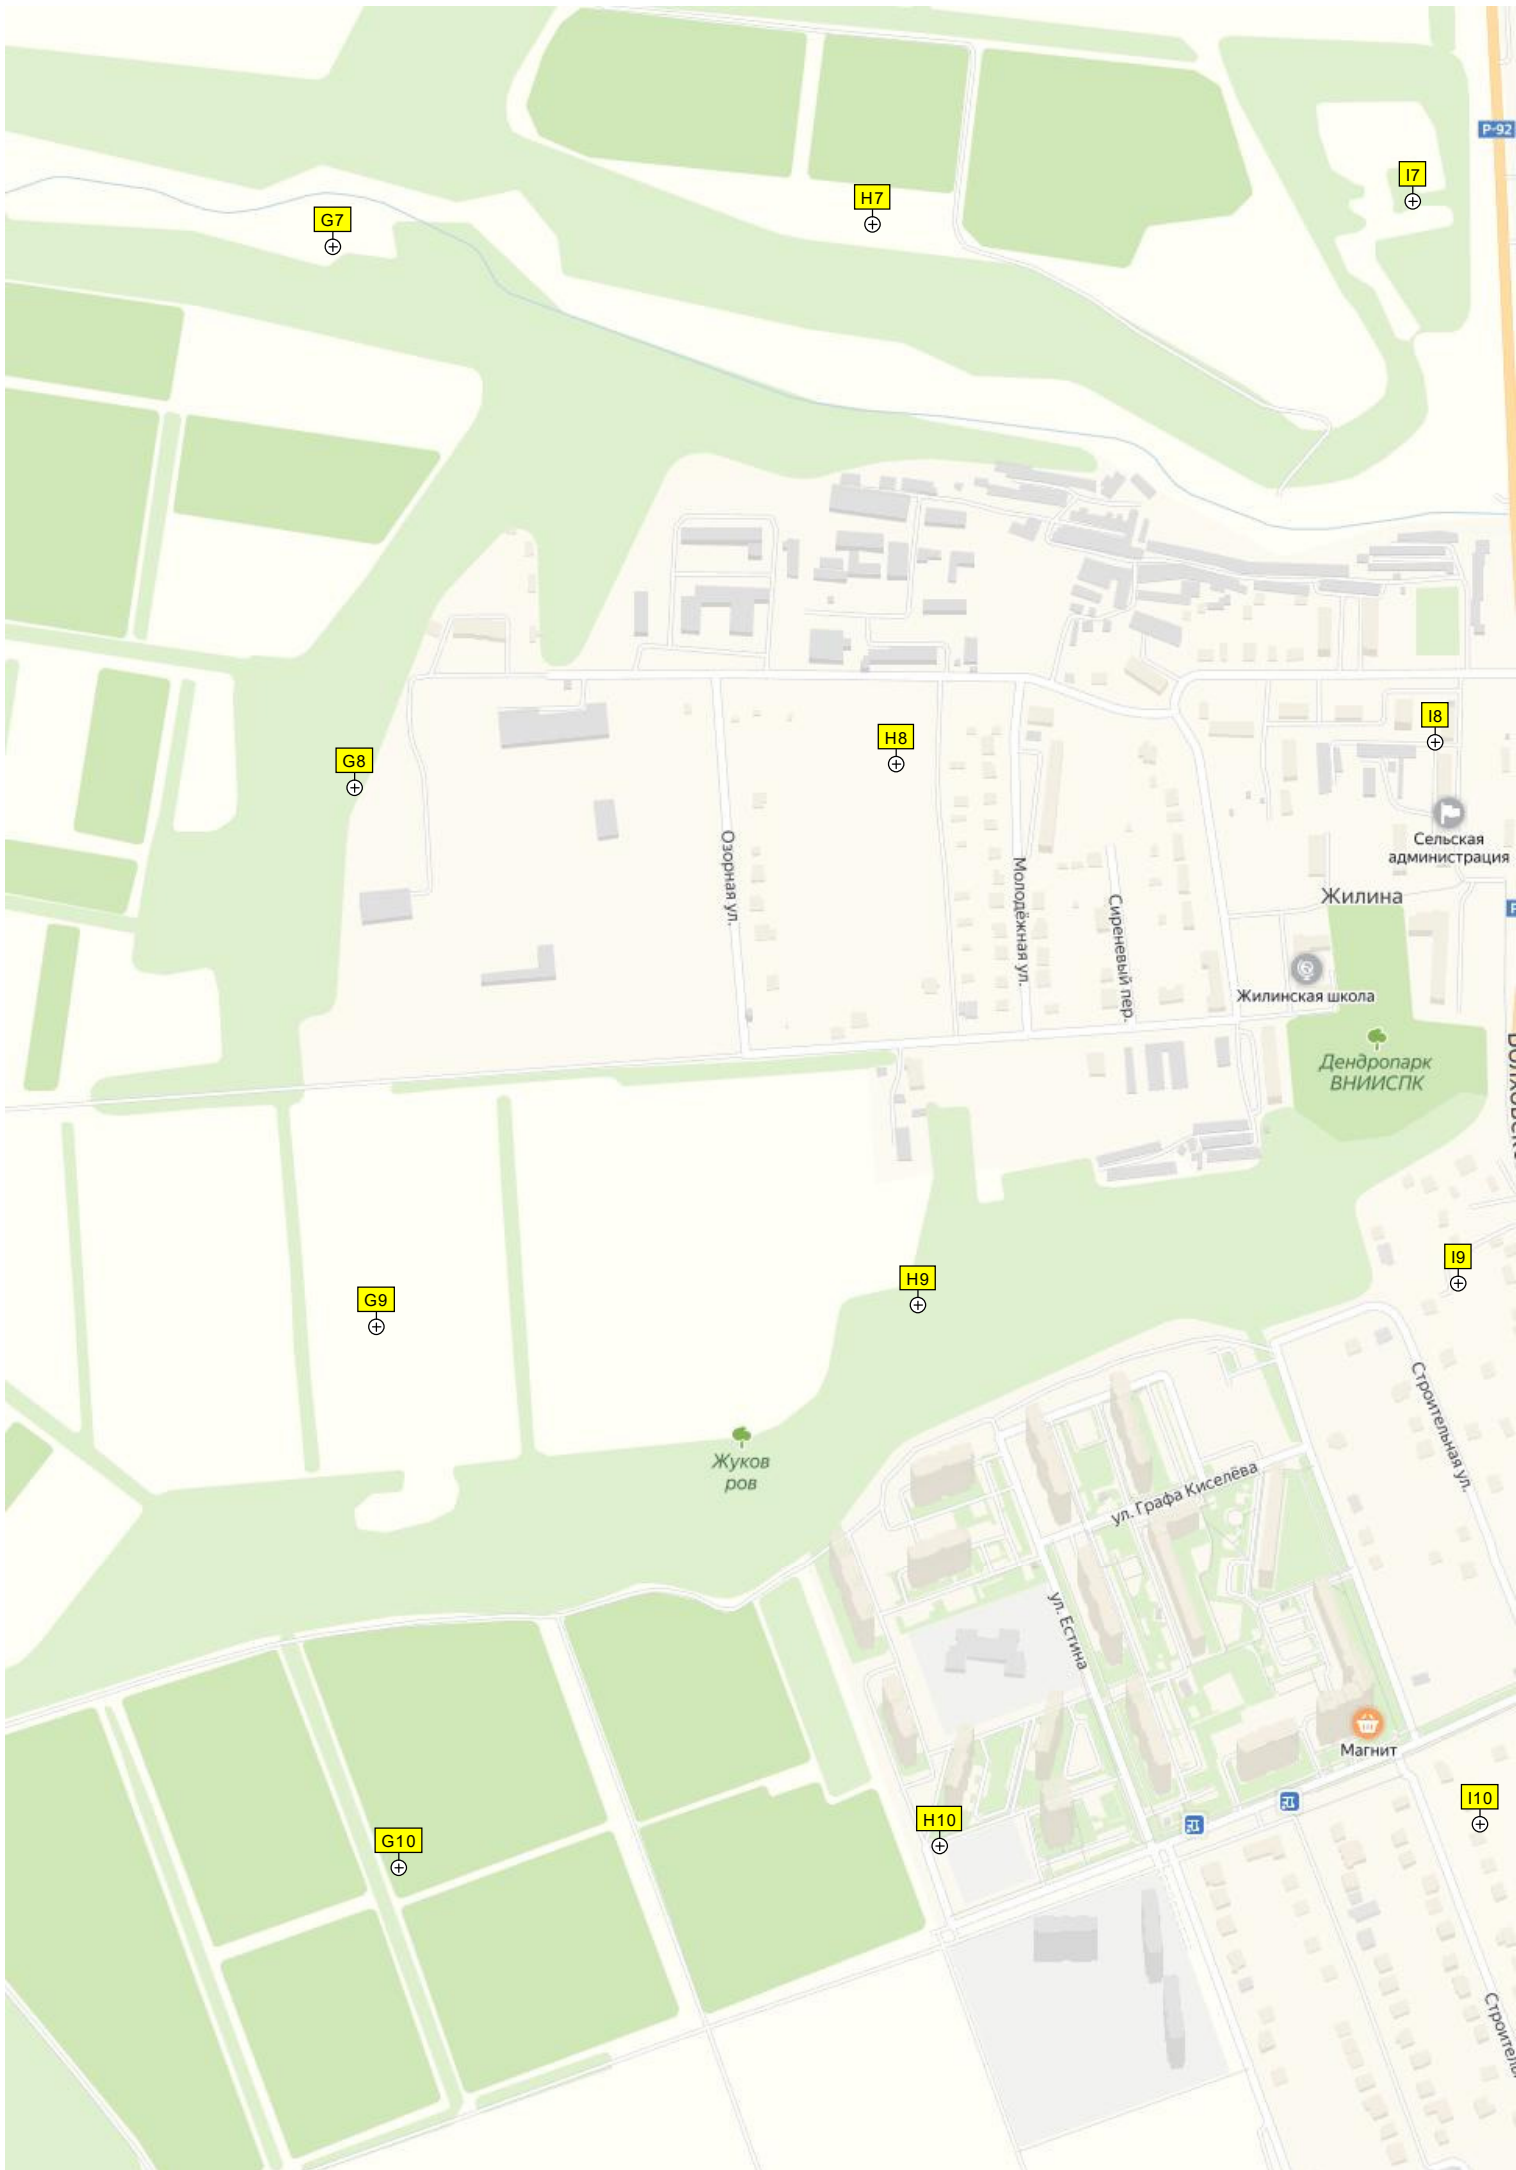 P-92
I7
H7
G7
I8
H8
G8
Сельская
администрация
Озорная ул.
Молодёжная ул.
Сиреневый пер.
Жилина
Жилинская школа
Дендропарк
ВНИИСПК
I9
H9
G9
Строительная ул.
Жуков
ров
ул. Графа Киселёва
ул. Естина
Магнит
I10
H10
G10